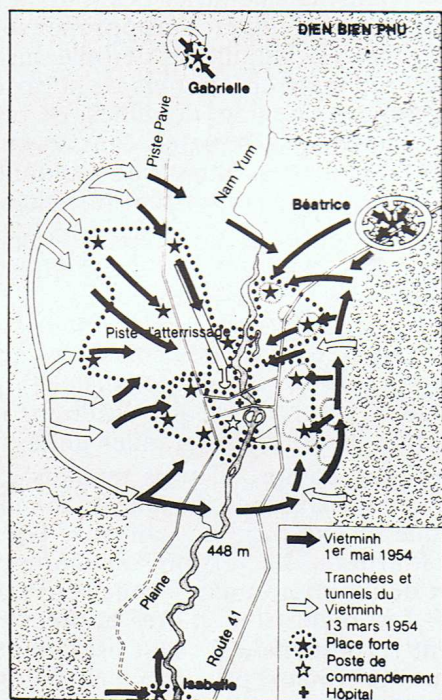 DIEN BIEN PHU
Gabrielle
Piste Pavie
Nam Yum
Béatrice
Piste d'atterrissage
448 m
Plaine
Route 41
Isabelle
Vietminh
1er mai 1954
Tranchées et
tunnels du
Vietminh
13 mars 1954
Place forte
Poste de
commandement
Hôpital